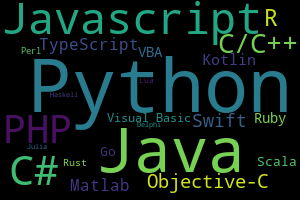 Javascript R
TypeScript VBA C/C++
Perl Kotlin
Python
Lua
Haskell
PHP Visual Basic Swift Ruby
Delphi
Java
Julia Go
C# Rust Scala
Matlab Objective-C